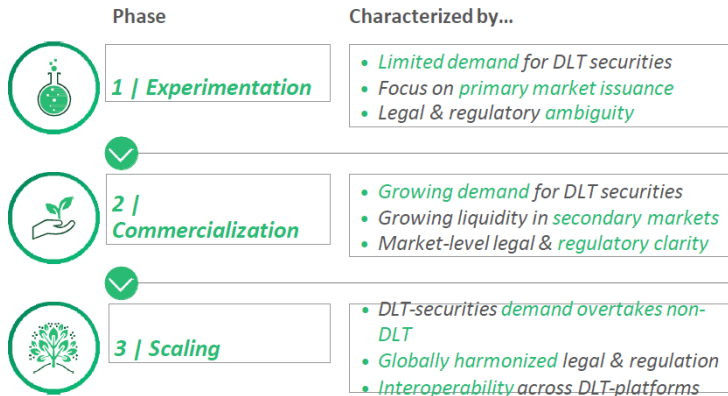 Phase
Characterized by...
1 | Experimentation
• Limited demand for DLT securities
• Focus on primary market issuance
• Legal & regulatory ambiguity
2 |
Commercialization
• Growing demand for DLT securities
• Growing liquidity in secondary markets
• Market-level legal & regulatory clarity
3 | Scaling
• DLT-securities demand overtakes non-
DLT
• Globally harmonized legal & regulation
• Interoperability across DLT-platforms